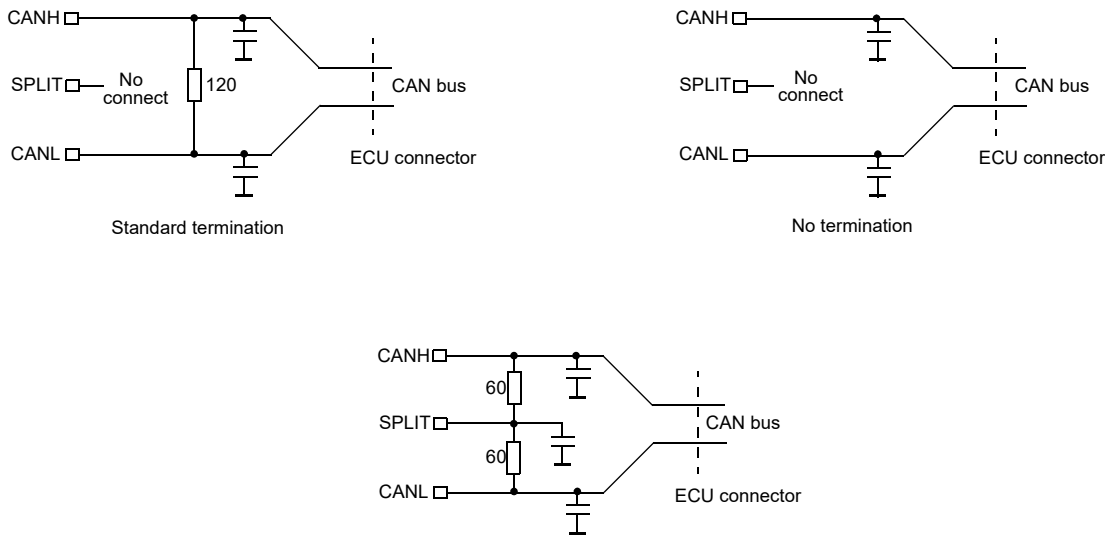 CANH
SPLIT
No
connect
120
CANL
CAN bus
ECU connector
Standard termination
CANH
SPLIT
No
connect
CANL
CAN bus
ECU connector
No termination
CANH
60
SPLIT
60
CANL
CAN bus
ECU connector